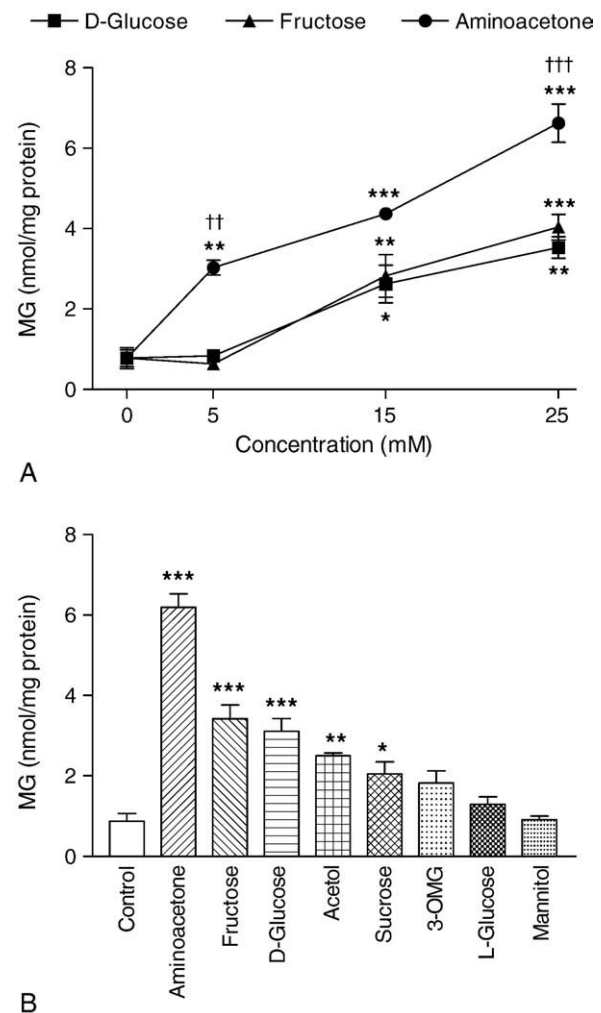 D-Glucose Fructose Aminoacetone
8
6
4
2
0
MG (nmol/mg protein)
††
**
***
**
*
†††
***
***
**
0 5 15 25
Concentration (mM)
A
8
6
4
2
0
MG (nmol/mg protein)
***
***
***
**
*
Control
Aminoacetone
Fructose
D-Glucose
Acetol
Sucrose
3-OMG
L-Glucose
Mannitol
B